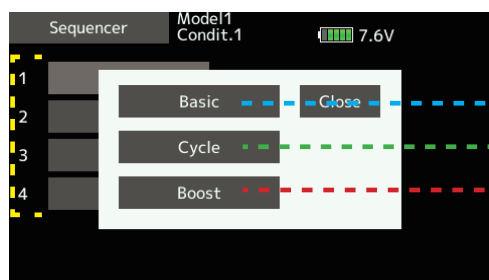 Sequencer
Model1
Condit.1
7.6V
1
2
3
4
Basic
Close
Cycle
Boost